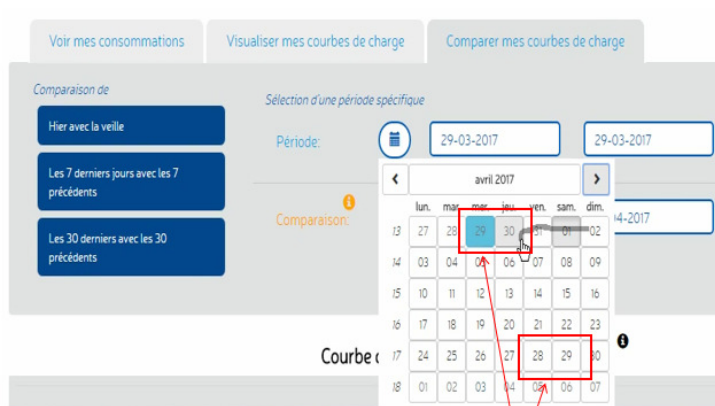 Voir mes consommations
Visualiser mes courbes de charge
Comparer mes courbes de charge
Comparaison de
Sélection d'une période spécifique
Hier avec la veille
Période:
29-03-2017
29-03-2017
Les 7 derniers jours avec les 7
précédents
avril 2017
lun. mar. mer. jeu. ven. sam. dim.
Comparaison:
4-2017
13 27 28 29 30 31 01 02
Les 30 derniers avec les 30
précédents
14 03 04 05 06 07 08 09
15 10 11 12 13 14 15 16
16 17 18 19 20 21 22 23
Courbe
17 24 25 26 27 28 29 30
18 01 02 03 04 05 06 07